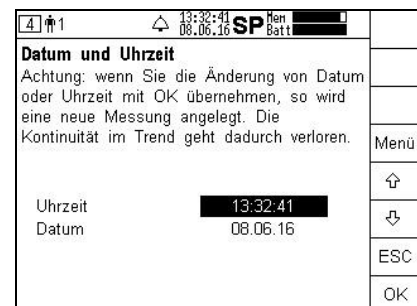 4 1 13:32:41 SP Mem
08.06.16 Batt
Datum und Uhrzeit
Achtung: wenn Sie die Änderung von Datum
oder Uhrzeit mit OK übernehmen, so wird
eine neue Messung angelegt. Die
Kontinuität im Trend geht dadurch verloren.
Menü
Uhrzeit 13:32:41
Datum 08.06.16
ESC
OK